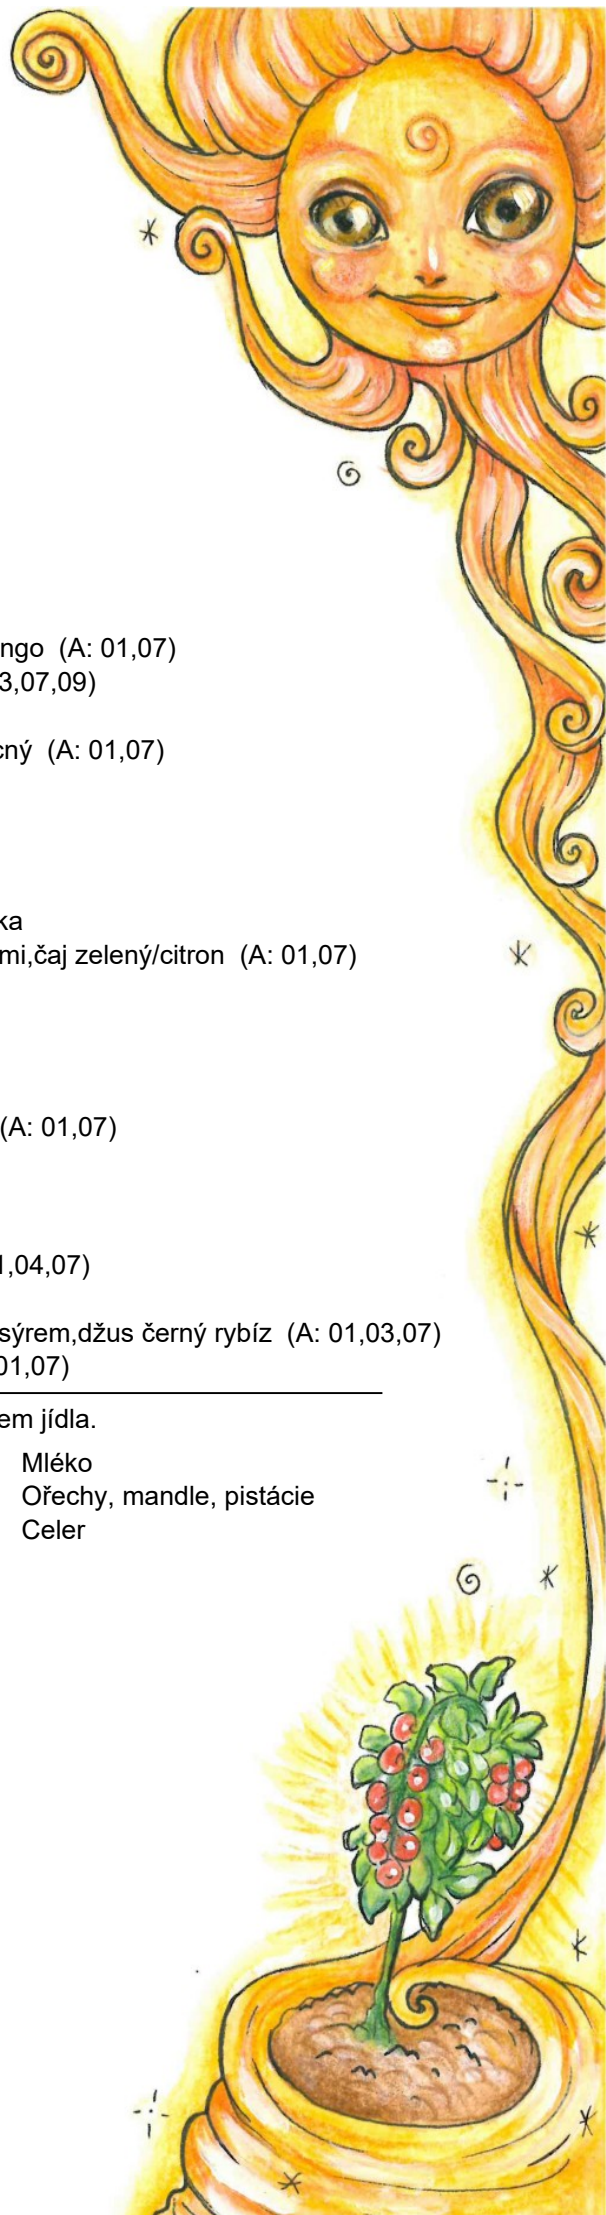 ngo (A: 01,07)
3,07,09)
cný (A: 01,07)
ka
mi,čaj zelený/citron (A: 01,07)
(A: 01,07)
1,04,07)
sýrem,džus černý rybíz (A: 01,03,07)
01,07)
em jídla.
Mléko
Ořechy, mandle, pistácie
Celer